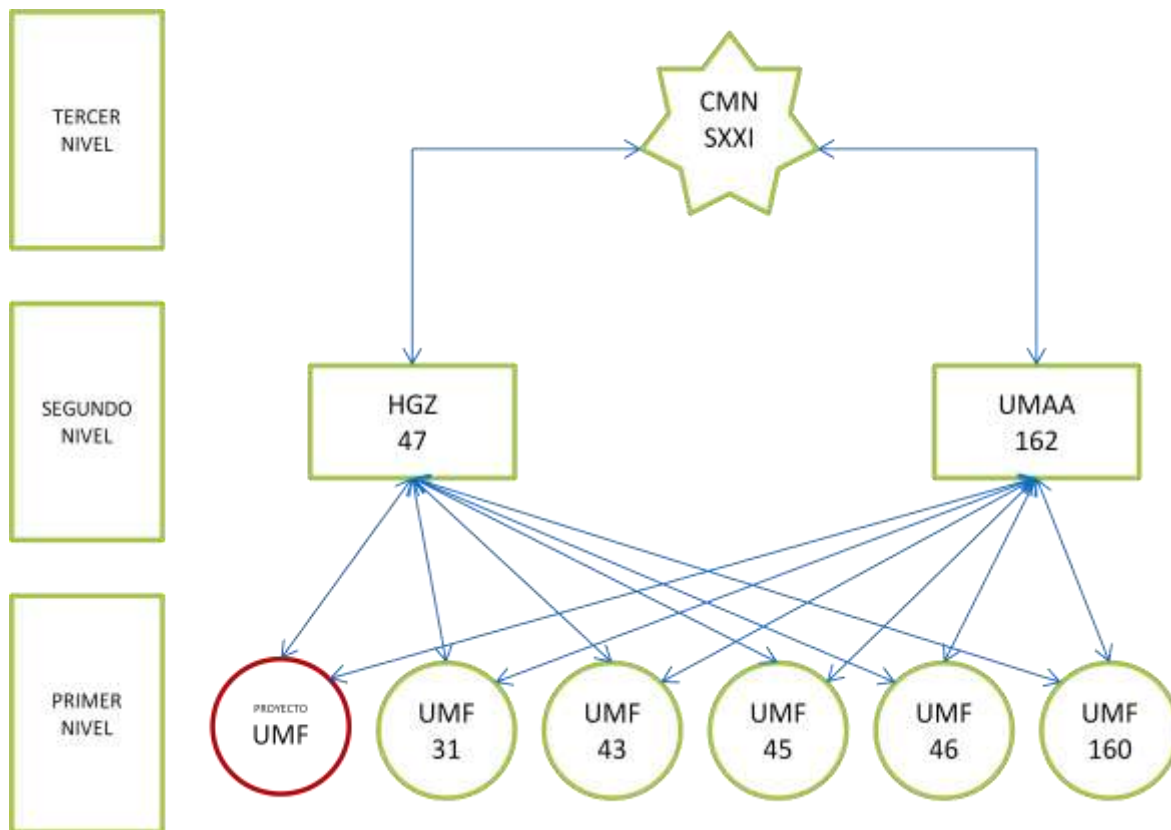 TERCER
NIVEL
CMN
SXXI
SEGUNDO
NIVEL
HGZ
47
UMAA
162
PRIMER
NIVEL
PROYECTO
UMF
UMF
31
UMF
43
UMF
45
UMF
46
UMF
160